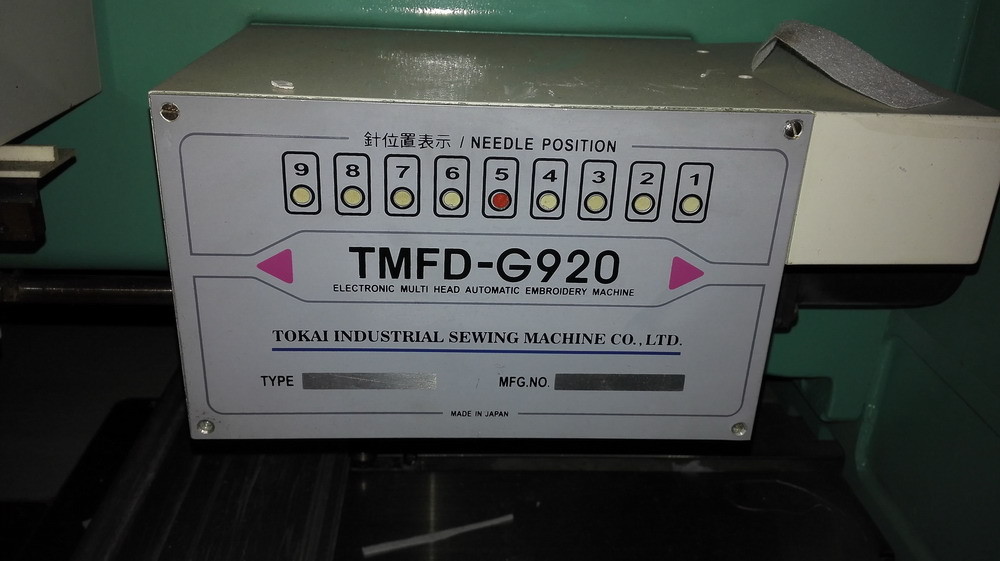 針位置表示 / NEEDLE POSITION
9 8 7 6 5 4 3 2 1
TMFD-G920
ELECTRONIC MULTI HEAD AUTOMATIC EMBROIDERY MACHINE
TOKAI INDUSTRIAL SEWING MACHINE CO.,LTD.
TYPE MFG.NO.
MADE IN JAPAN